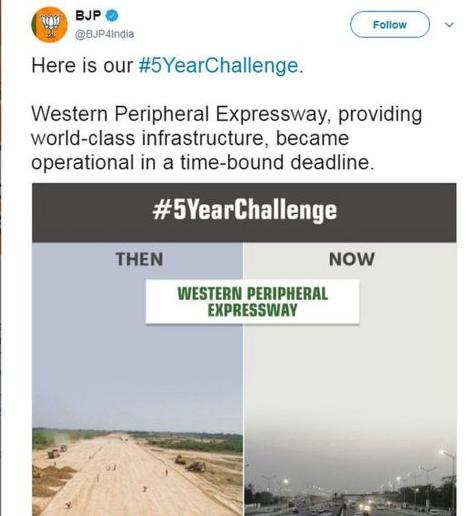 BJP
@BJP4India
Follow
Here is our #5YearChallenge.
Western Peripheral Expressway, providing
world-class infrastructure, became
operational in a time-bound deadline.
#5YearChallenge
THEN
NOW
WESTERN PERIPHERAL
EXPRESSWAY